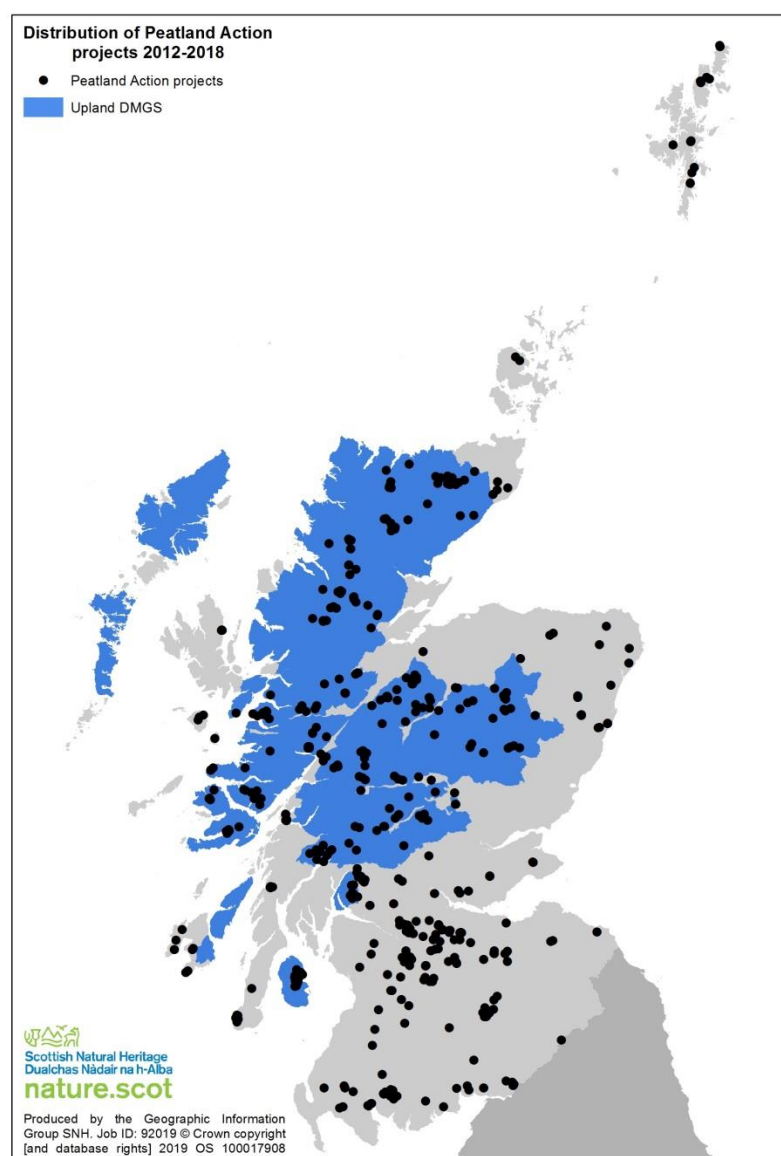 Distribution of Peatland Action
projects 2012-2018
Peatland Action projects
Upland DMGS
Scottish Natural Heritage
Dualchas Nàdair na h-Alba
nature.scot
Produced by the Geographic Information
Group SNH. Job ID: 92019 © Crown copyright
[and database rights] 2019 OS 100017908